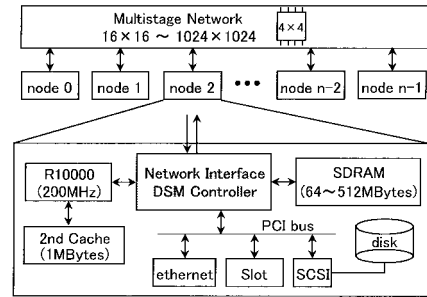 Multistage Network
16×16 ~ 1024×1024
4×4
node 0
node 1
node 2
•••
node n-2
node n-1
R10000
(200MHz)
Network Interface
DSM Controller
SDRAM
(64~512MBytes)
2nd Cache
(1MBytes)
PCI bus
disk
ethernet
Slot
SCSI